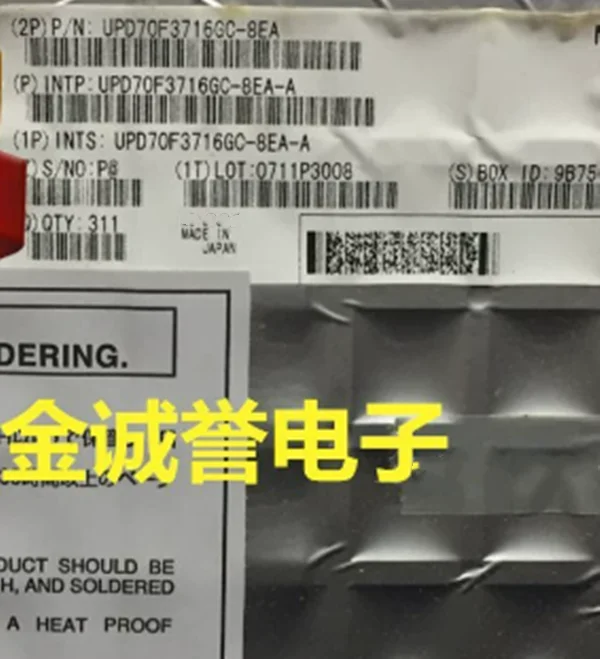 (2P)P/N: UPD70F3716GC-8EA
(P)INTP:UPD70F3716GC-8EA-A
(1P)INTS: UPD70F3716GC-8EA-A
S/NO:P@
(1T)LOT:0711P3008
(S)BOX ID:9B75
QTY:311
MADE IN
JAPAN
DERING.
金诚誉电子
DUCT SHOULD BE
H, AND SOLDERED
A HEAT PROOF